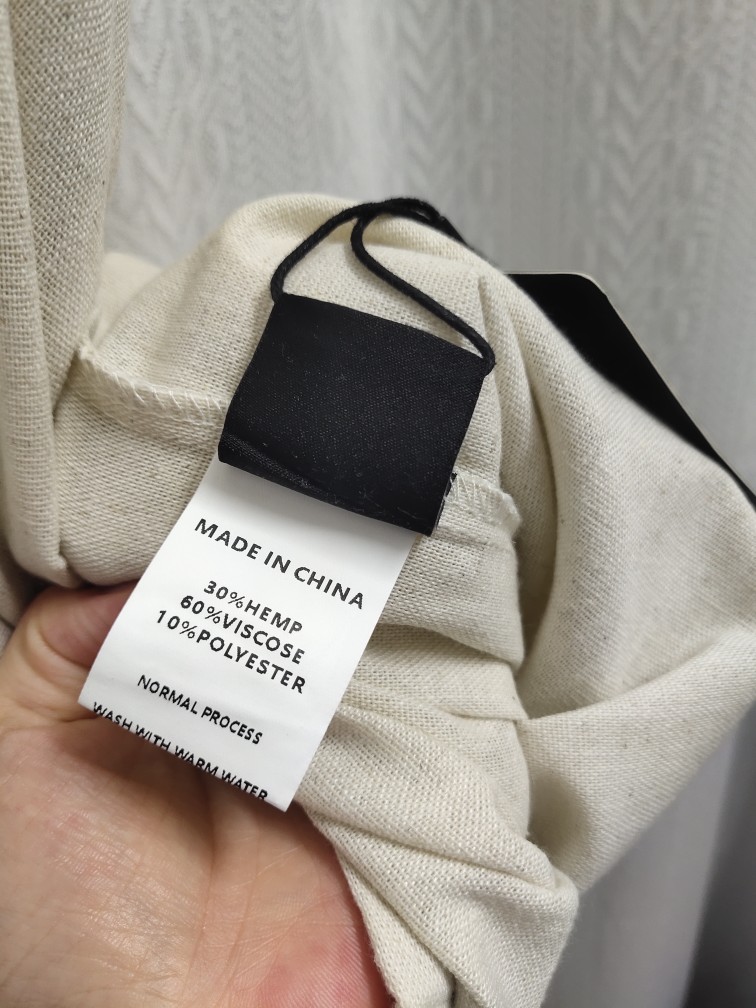 MADE IN CHINA
30%HEMP
60%VISCOSE
10%POLYESTER
NORMAL PROCESS
WASH WITH WARM WATER